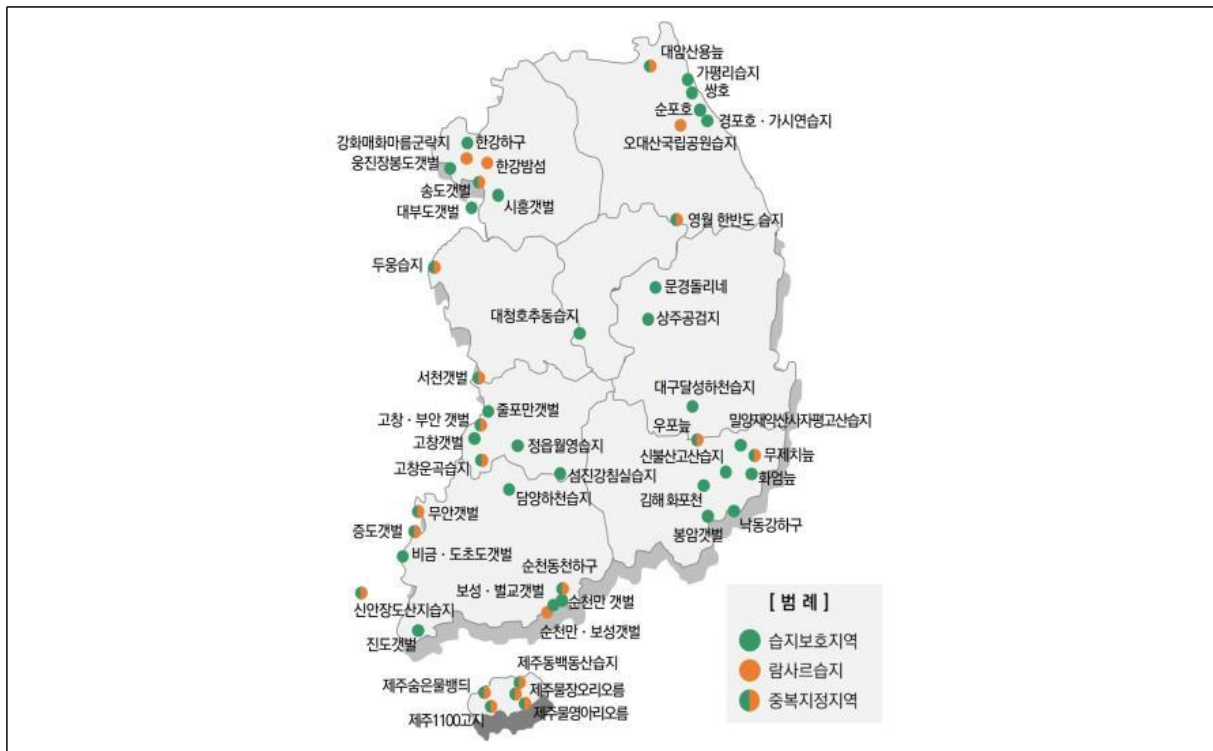 대암산용늪
가평리습지
쌍호
순포호
경포호 · 가시연습지
오대산국립공원습지
강화매화마름군락지
한강하구
웅진장봉도갯벌
한강밤섬
송도갯벌
시흥갯벌
대부도갯벌
영월 한반도 습지
두웅습지
문경돌리네
대청호추동습지
상주공검지
서천갯벌
대구달성하천습지
줄포만갯벌
고창 · 부안 갯벌
우포늪
밀양재약산사자평고산습지
고창갯벌
정읍월영습지
신불산고산습지
무제치늪
고창운곡습지
섬진강침실습지
화엄늪
담양하천습지
김해 화포천
무안갯벌
낙동강하구
증도갯벌
봉암갯벌
비금 · 도초도갯벌
순천동천하구
보성 · 벌교갯벌
순천만 갯벌
신안장도산지습지
순천만 · 보성갯벌
진도갯벌
제주동백동산습지
제주숨은물뱅듸
제주물장오리오름
제주1100고지
제주물영아리오름
[ 범 례 ]
습지보호지역
람사르습지
중복지정지역